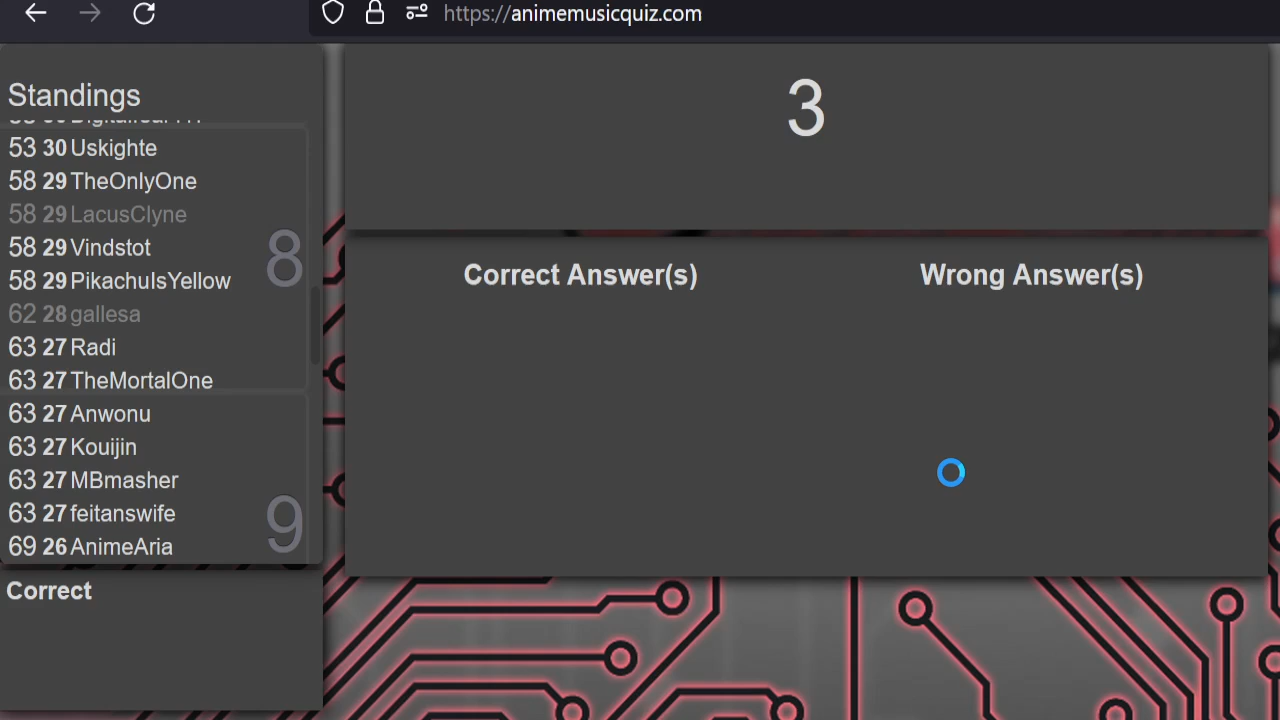 https://animemusicquiz.com
Standings
53 30 Uskighte
58 29 TheOnlyOne
58 29 LacusClyne
58 29 Vindstot
58 29 PikachuIsYellow
8
62 28 gallesa
63 27 Radi
63 27 TheMortalOne
63 27 Anwonu
63 27 Kouijin
63 27 MBmasher
63 27 feitanswife
69 26 AnimeAria
9
Correct
3
Correct Answer(s)
Wrong Answer(s)